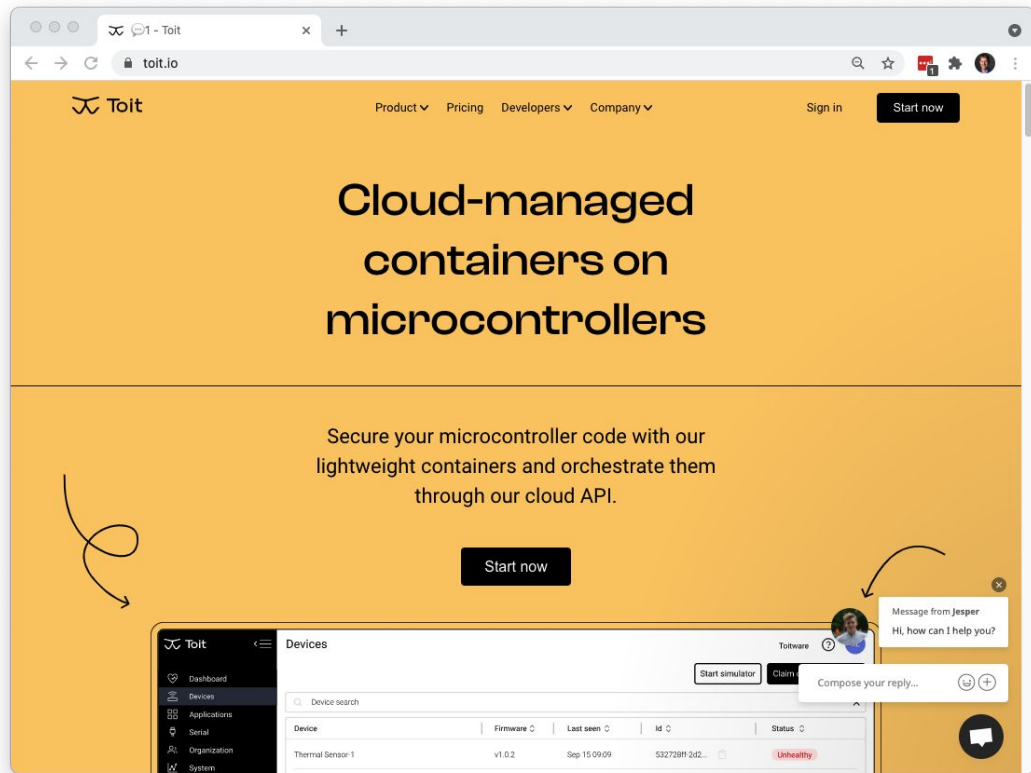 1 - Toit
toit.io
1
Toit
Product
Pricing
Developers
Company
Sign in
Start now
Cloud-managed
containers on
microcontrollers
Secure your microcontroller code with our
lightweight containers and orchestrate them
through our cloud API.
Start now
Message from Jesper
Hi, how can I help you?
Compose your reply...
Toit
Devices
Toitware
?
Dashboard
Devices
Applications
Serial
Organization
System
Start simulator
Claim
Device search
Device Firmware Last seen Id Status
Thermal Sensor-1 v1.0.2 Sep 15 09:09 532728ff-2d2... Unhealthy